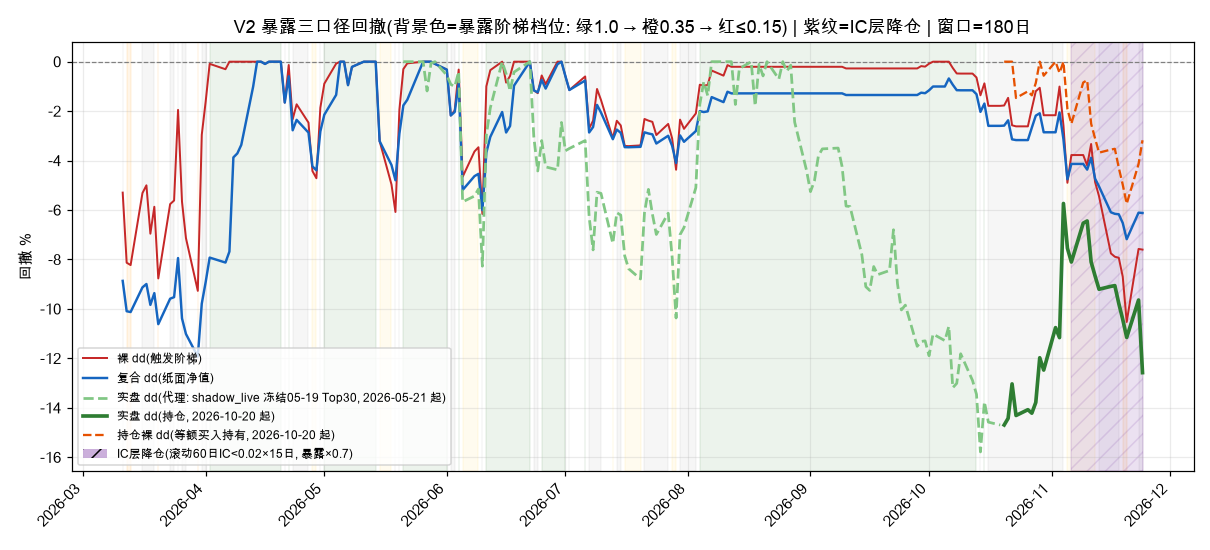 V2 暴露三口径回撤(背景色=暴露阶梯档位: 绿1.0 → 橙0.35 → 红≤0.15) | 紫纹=IC层降仓 | 窗口=180日
回撤 %
0
-2
-4
-6
-8
-10
-12
-14
-16
裸 dd(触发阶梯)
复合 dd(纸面净值)
实盘 dd(代理: shadow_live 冻结05-19 Top30, 2026-05-21 起)
实盘 dd(持仓, 2026-10-20 起)
持仓裸 dd(等额买入持有, 2026-10-20 起)
IC层降仓(滚动60日IC<0.02×15日, 暴露×0.7)
2026-03
2026-04
2026-05
2026-06
2026-07
2026-08
2026-09
2026-10
2026-11
2026-12